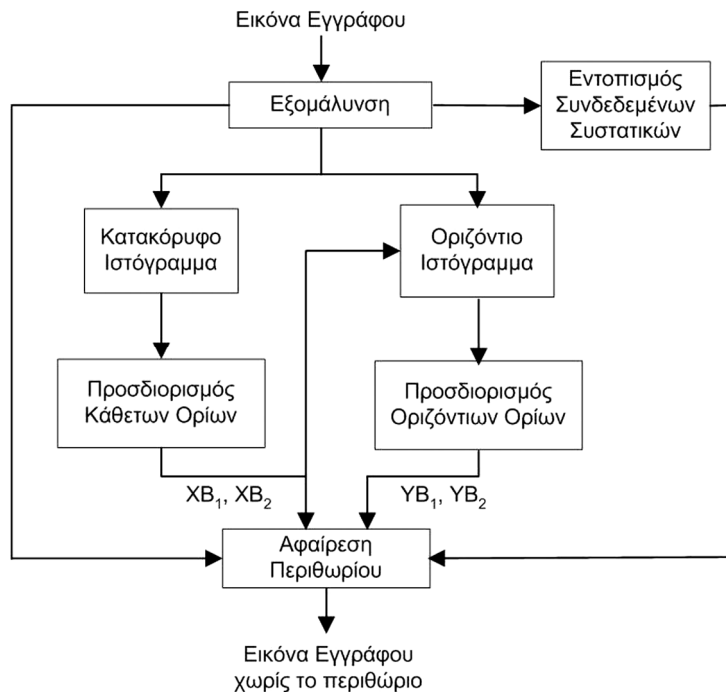 Εικόνα Εγγράφου
Εξομάλυνση
Εντοπισμός
Συνδεδεμένων
Συστατικών
Κατακόρυφο
Ιστόγραμμα
Οριζόντιο
Ιστόγραμμα
Προσδιορισμός
Κάθετων Ορίων
Προσδιορισμός
Οριζόντιων Ορίων
XB₁, XB₂
YB₁, YB₂
Αφαίρεση
Περιθωρίου
Εικόνα Εγγράφου
χωρίς το περιθώριο